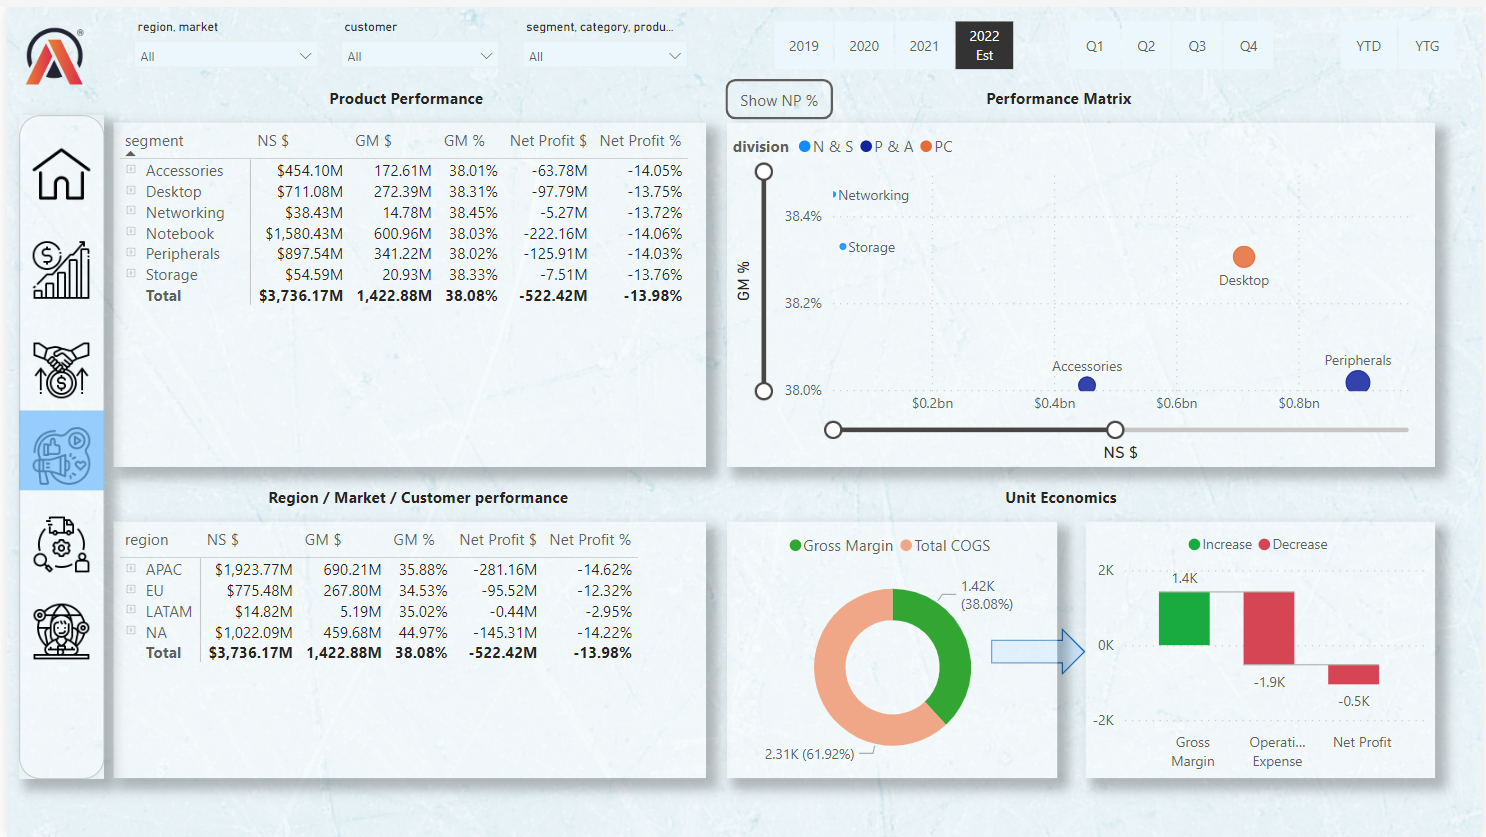 region, market
customer
segment, category, produ...
All
All
All
2019 2020 2021 2022 Est
Q1 Q2 Q3 Q4
YTD YTG
Product Performance
segment NS $ GM $ GM % Net Profit $ Net Profit %
Accessories $454.10M 172.61M 38.01% -63.78M -14.05%
Desktop $711.08M 272.39M 38.31% -97.79M -13.75%
Networking $38.43M 14.78M 38.45% -5.27M -13.72%
Notebook $1,580.43M 600.96M 38.03% -222.16M -14.06%
Peripherals $897.54M 341.22M 38.02% -125.91M -14.03%
Storage $54.59M 20.93M 38.33% -7.51M -13.76%
Total $3,736.17M 1,422.88M 38.08% -522.42M -13.98%
Show NP %
Performance Matrix
division N & S P & A PC
Networking
38.4%
Storage
Desktop
GM %
38.2%
Peripherals
Accessories
38.0%
$0.2bn $0.4bn $0.6bn $0.8bn
NS $
Region / Market / Customer performance
region NS $ GM $ GM % Net Profit $ Net Profit %
APAC $1,923.77M 690.21M 35.88% -281.16M -14.62%
EU $775.48M 267.80M 34.53% -95.52M -12.32%
LATAM $14.82M 5.19M 35.02% -0.44M -2.95%
NA $1,022.09M 459.68M 44.97% -145.31M -14.22%
Total $3,736.17M 1,422.88M 38.08% -522.42M -13.98%
Unit Economics
Gross Margin Total COGS
1.42K
(38.08%)
2.31K (61.92%)
Increase Decrease
2K
1.4K
0K
-1.9K
-0.5K
-2K
Gross Margin
Operati... Expense
Net Profit